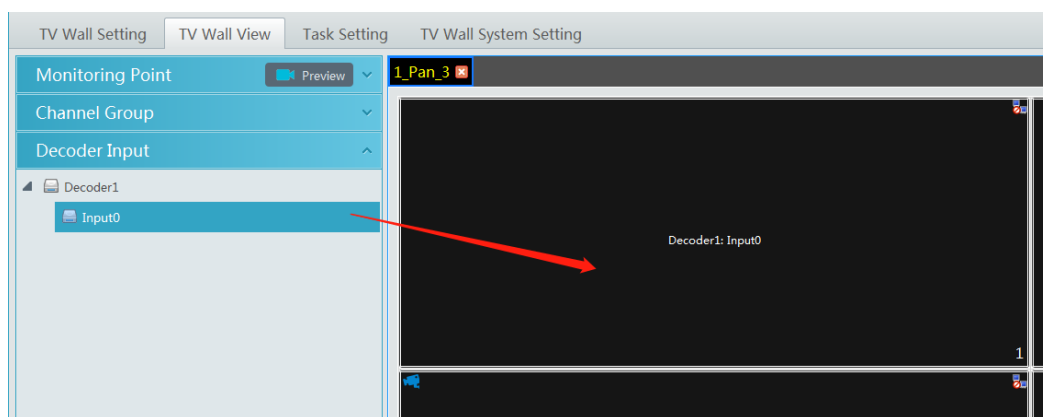 TV Wall Setting TV Wall View Task Setting TV Wall System Setting
Monitoring Point Preview
1_Pan_3
Channel Group
Decoder Input
Decoder1
Input0
Decoder1: Input0
1